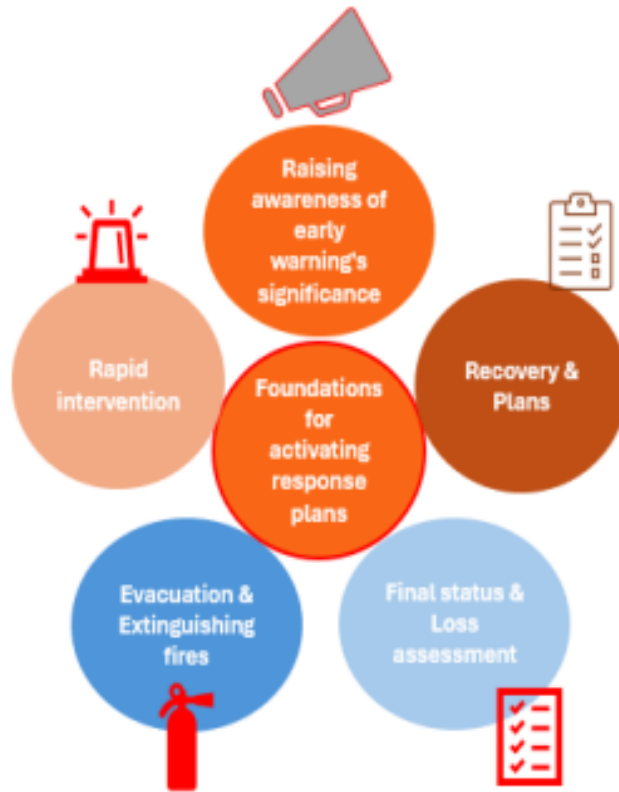 Raising
awareness of
early
warning's
significance
Rapid
intervention
Recovery &
Plans
Foundations
for
activating
response
plans
Evacuation &
Extinguishing
fires
Final status &
Loss
assessment